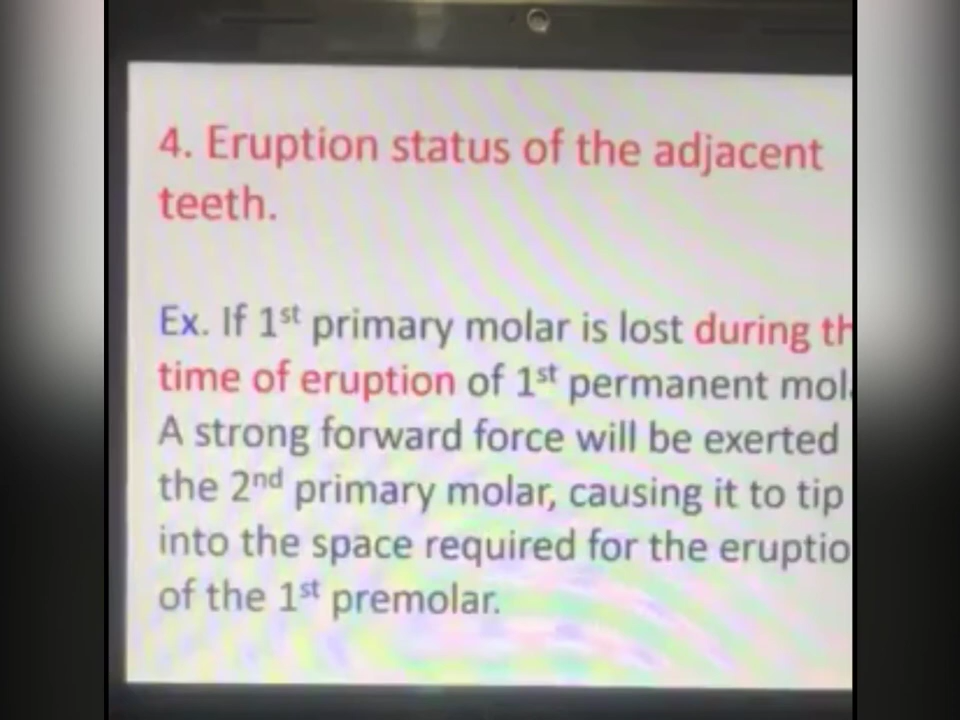 4. Eruption status of the adjacent
teeth.
Ex. If 1st primary molar is lost during th
time of eruption of 1st permanent mol
A strong forward force will be exerted
the 2nd primary molar, causing it to tip
into the space required for the eruptio
of the 1st premolar.